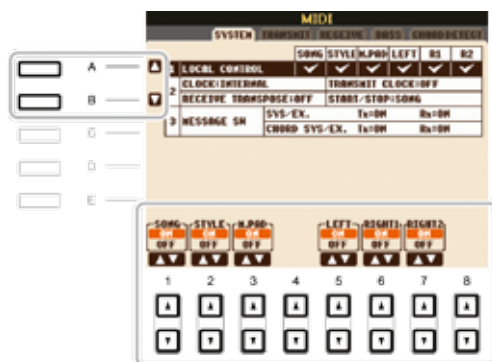 MIDI
SYSTEM TRANSMIT RECEIVE BASS CHORD DETECT
SONG STYLE M.PAD LEFT R1 R2
1 LOCAL CONTROL
2 CLOCK:INTERNAL TRANSMIT CLOCK:OFF
RECEIVE TRANSPOSE:OFF START/STOP:SONG
3 MESSAGE SW SYS/EX. Tx:ON Rx:ON
CHORD SYS/EX. Tx:ON Rx:ON
A
B
C
D
E
SONG STYLE M.PAD LEFT RIGHT1 RIGHT2
ON ON ON ON ON ON
OFF OFF OFF OFF OFF OFF
1 2 3 4 5 6 7 8